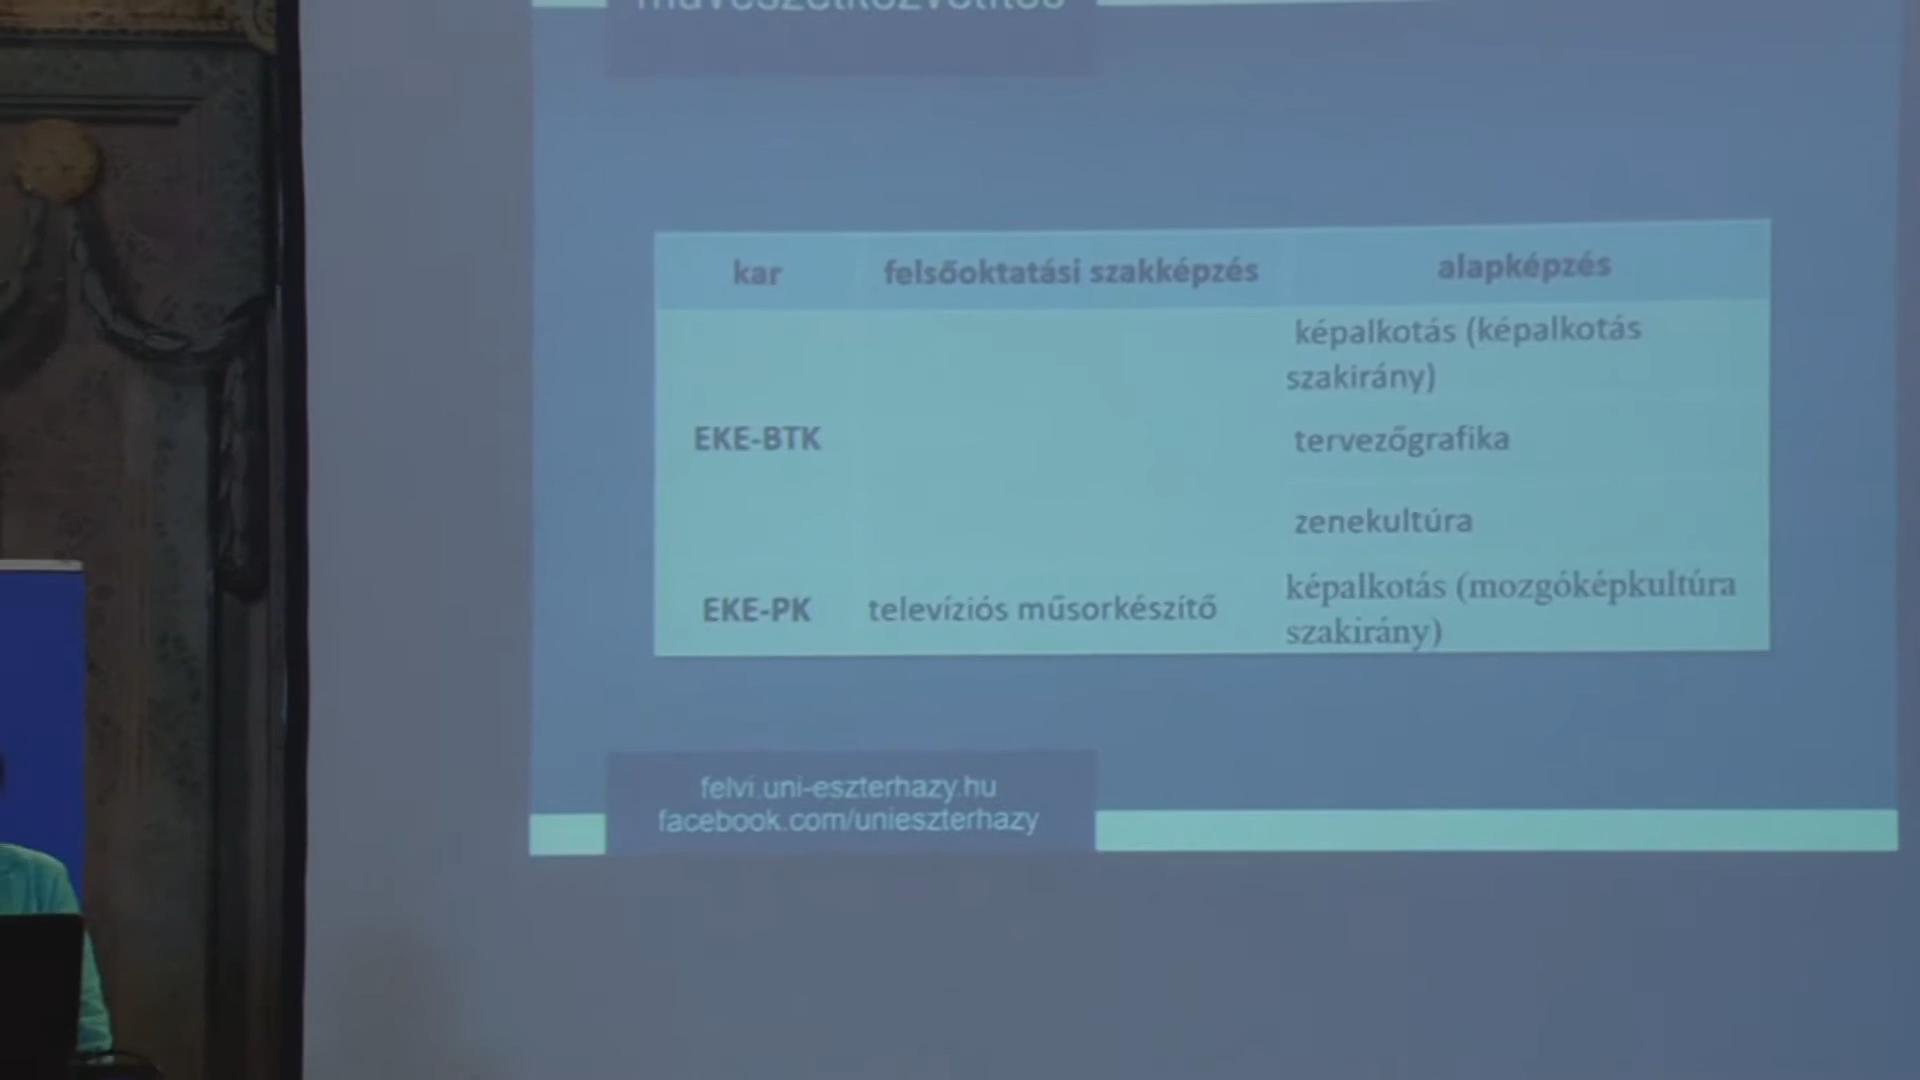 művészetközvetítés
kar felsőoktatási szakképzés alapképzés
képalkotás (képalkotás
szakirány)
EKE-BTK tervezőgrafika
zenekultúra
EKE-PK televíziós műsorkészítő képalkotás (mozgóképkultúra
szakirány)
felvi.uni-eszterhazy.hu
facebook.com/unieszterhazy